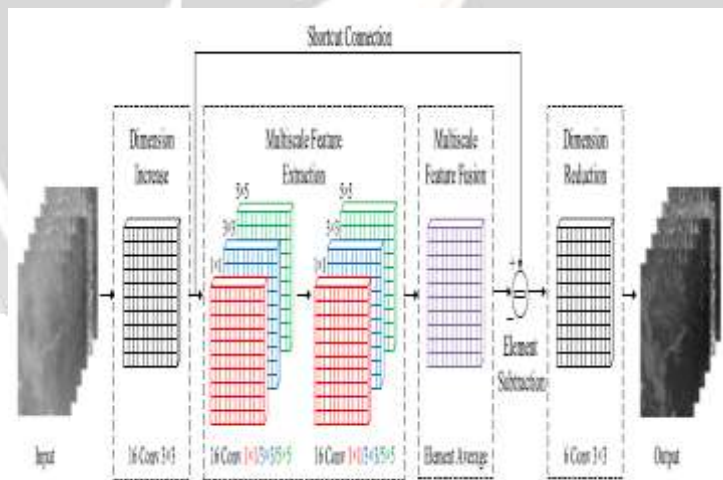 Shortcut Connection
Dimension
Increase
Multiscale Feature
Extraction
Multiscale
Feature Fusion
Dimension
Reduction
5×5
3×3
1×1
5×5
3×3
1×1
+
−
Element
Subtraction
Input
16 Conv 3×3
16 Conv 1×1/3×3/5×5
16 Conv 1×1/3×3/5×5
Element Average
6 Conv 3×3
Output